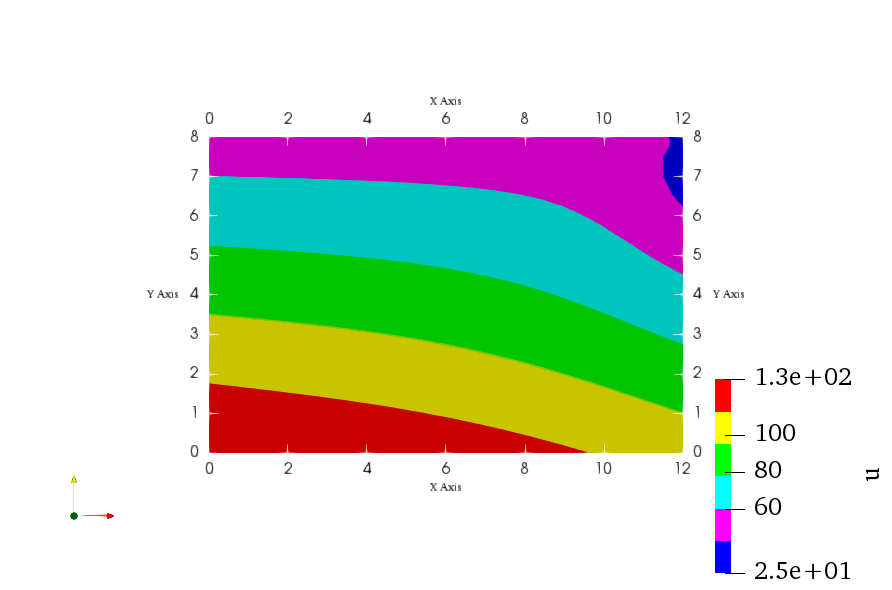 X Axis
0 2 4 6 8 10 12
8 8
7 7
6 6
5 5
Y Axis 4 4 Y Axis
3 3
2 2
1 1
0 0
0 2 4 6 8 10 12
X Axis
1.3e+02
100
80
60
2.5e+01
u